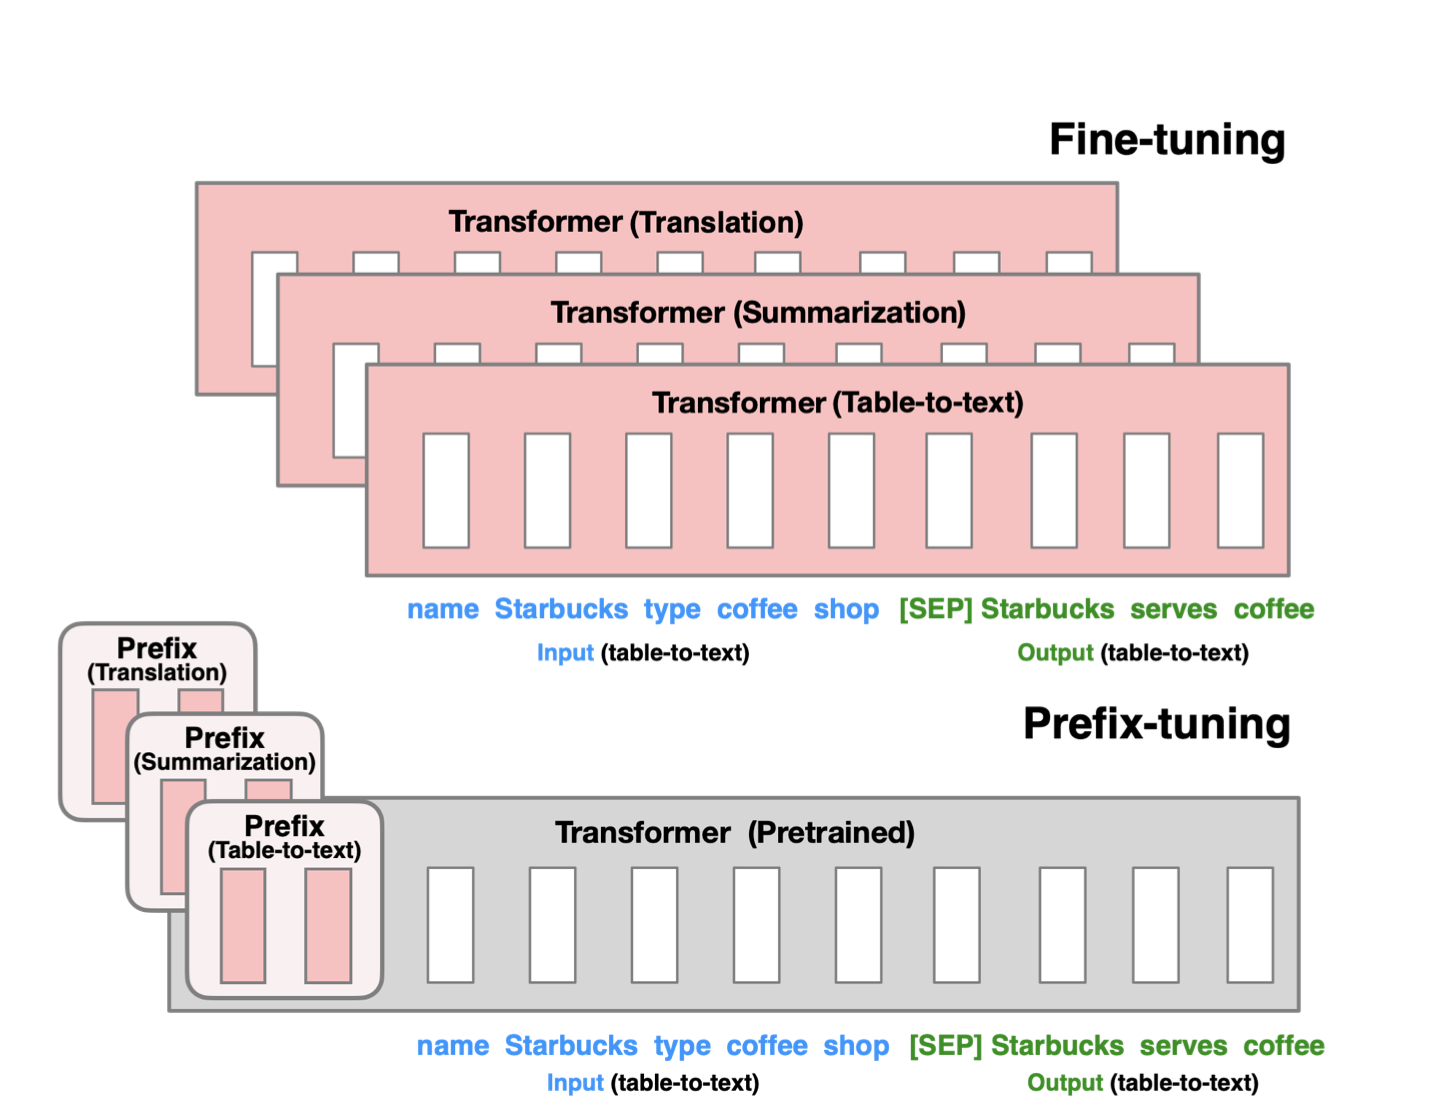 Fine-tuning
Transformer (Translation)
Transformer (Summarization)
Transformer (Table-to-text)
name Starbucks type coffee shop [SEP] Starbucks serves coffee
Input (table-to-text) Output (table-to-text)
Prefix-tuning
Prefix
(Translation)
Prefix
(Summarization)
Prefix
(Table-to-text)
Transformer (Pretrained)
name Starbucks type coffee shop [SEP] Starbucks serves coffee
Input (table-to-text) Output (table-to-text)